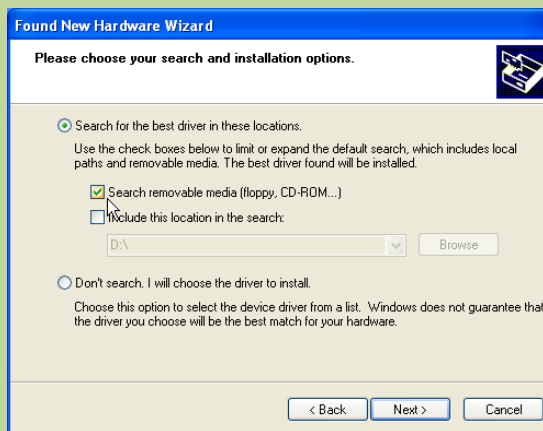 Found New Hardware Wizard
Please choose your search and installation options.
Search for the best driver in these locations.
Use the check boxes below to limit or expand the default search, which includes local
paths and removable media. The best driver found will be installed.
Search removable media (floppy, CD-ROM...)
Include this location in the search:
D:\
Browse
Don't search. I will choose the driver to install.
Choose this option to select the device driver from a list.  Windows does not guarantee that
the driver you choose will be the best match for your hardware.
< Back
Next >
Cancel